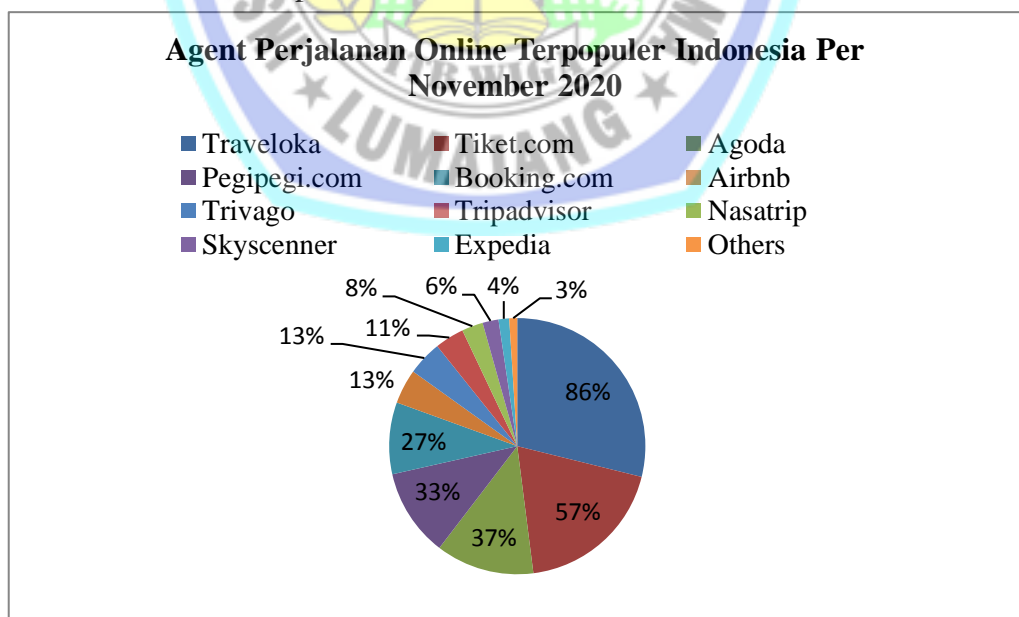 Agent Perjalanan Online Terpopuler Indonesia Per
November 2020
Traveloka Tiket.com Agoda
Pegipegi.com Booking.com Airbnb
Trivago Tripadvisor Nasatrip
Skyscenner Expedia Others
8% 6% 4% 3%
13% 11%
13% 86%
27%
33% 57%
37%
LUMAJANG